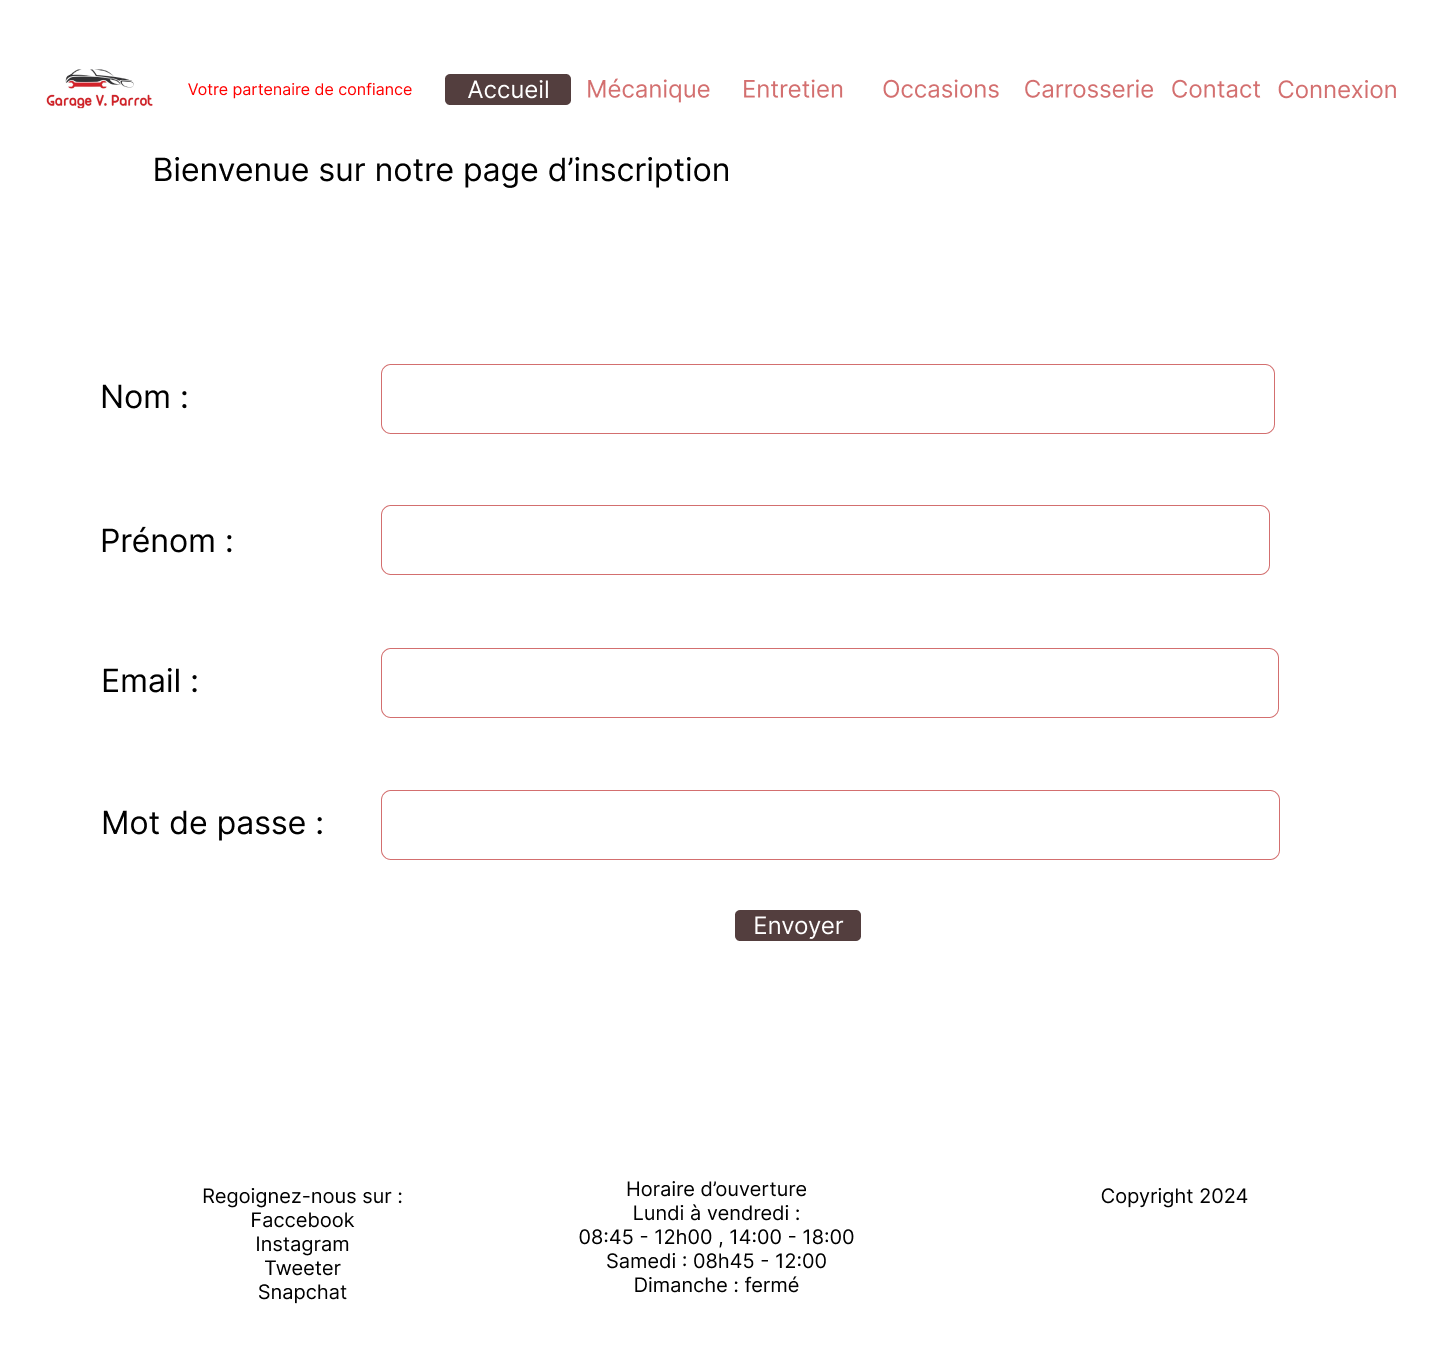 Garage V. Parrot
Votre partenaire de confiance
Accueil
Mécanique
Entretien
Occasions
Carrosserie
Contact
Connexion
Bienvenue sur notre page d’inscription
Nom :
Prénom :
Email :
Mot de passe :
Envoyer
Regoignez-nous sur :
Faccebook
Instagram
Tweeter
Snapchat
Horaire d’ouverture
Lundi à vendredi :
08:45 - 12h00 , 14:00 - 18:00
Samedi : 08h45 - 12:00
Dimanche : fermé
Copyright 2024